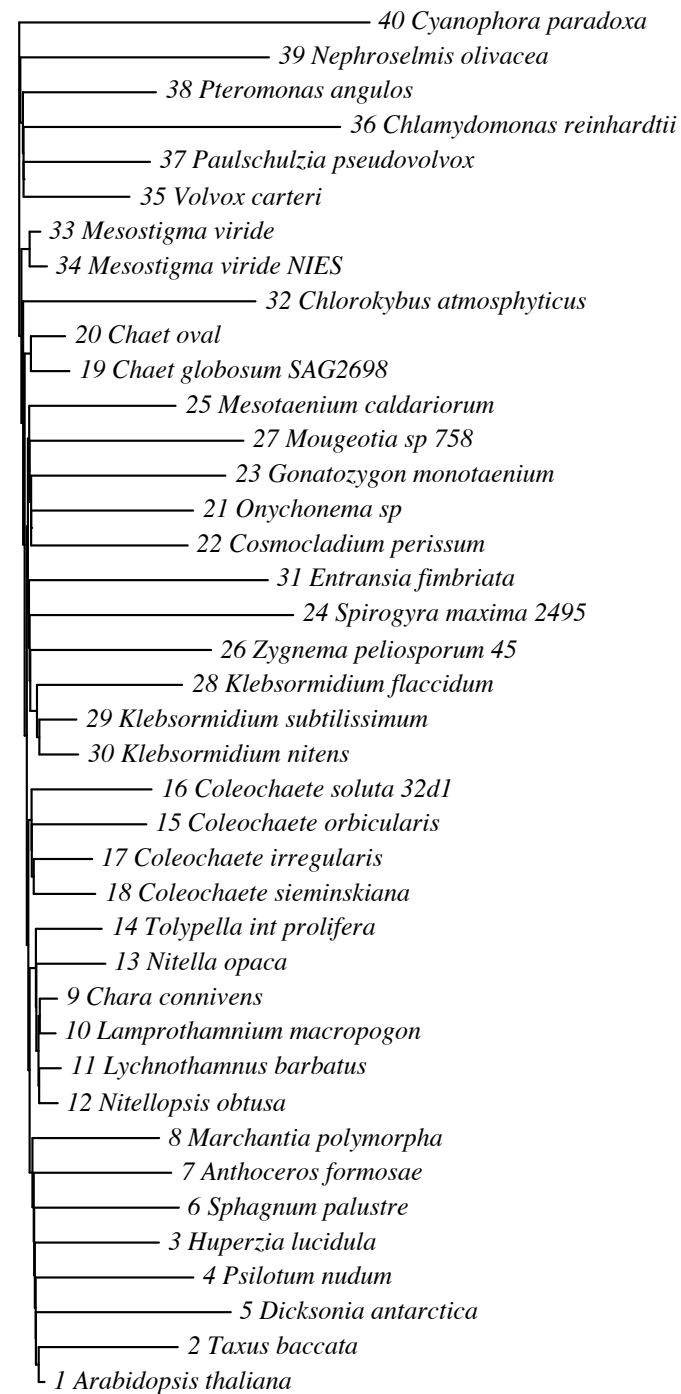 40 Cyanophora paradoxa
39 Nephroselmis olivacea
38 Pteromonas angulos
36 Chlamydomonas reinhardtii
37 Paulschulzia pseudovolvox
35 Volvox carteri
33 Mesostigma viride
34 Mesostigma viride NIES
32 Chlorokybus atmosphyticus
20 Chaet oval
19 Chaet globosum SAG2698
25 Mesotaenium caldariorum
27 Mougeotia sp 758
23 Gonatozygon monotaenium
21 Onychonema sp
22 Cosmocladium perissum
31 Entransia fimbriata
24 Spirogyra maxima 2495
26 Zygnema peliosporum 45
28 Klebsormidium flaccidum
29 Klebsormidium subtilissimum
30 Klebsormidium nitens
16 Coleochaete soluta 32d1
15 Coleochaete orbicularis
17 Coleochaete irregularis
18 Coleochaete sieminskiana
14 Tolypella int prolifera
13 Nitella opaca
9 Chara connivens
10 Lamprothamnium macropogon
11 Lychnothamnus barbatus
12 Nitellopsis obtusa
8 Marchantia polymorpha
7 Anthoceros formosae
6 Sphagnum palustre
3 Huperzia lucidula
4 Psilotum nudum
5 Dicksonia antarctica
2 Taxus baccata
1 Arabidopsis thaliana